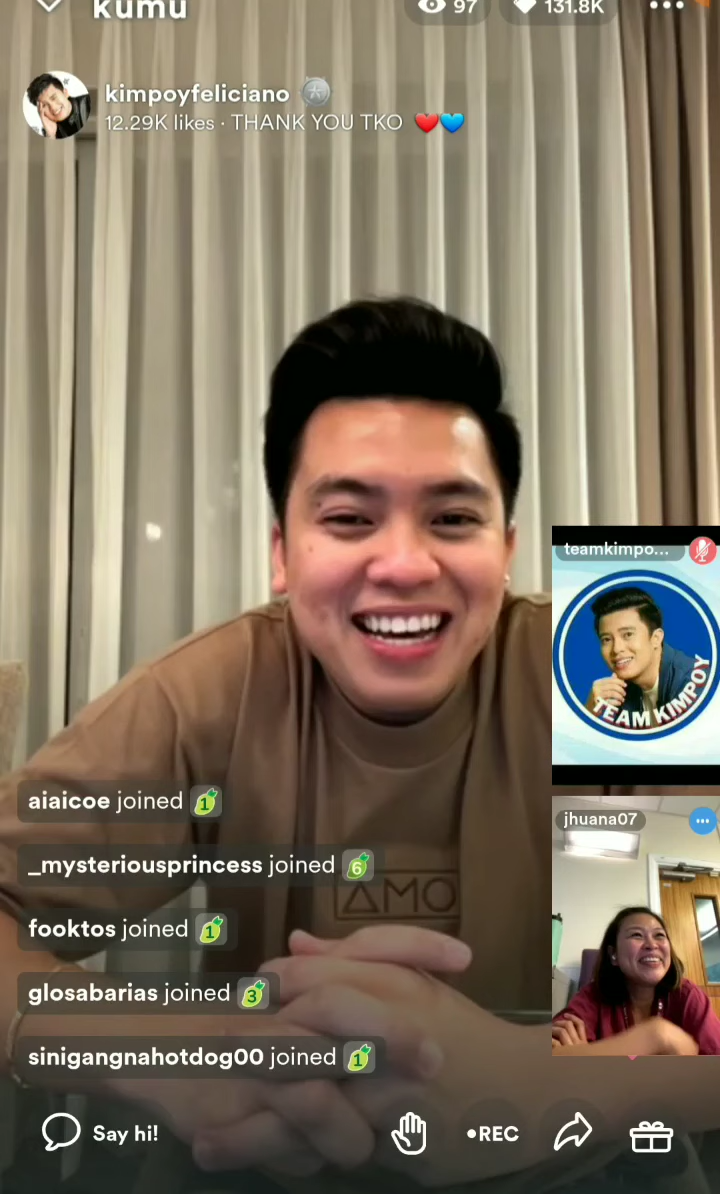 kumu
97
131.8K
kimpoyfeliciano
12.29K likes · THANK YOU TKO ❤️💙
teamkimpo...
TEAM KIMPOY
aiaicoe joined 1
jhuana07
_mysteriousprincess joined 6
AMO
fooktos joined 1
glosabarias joined 3
sinigangnahotdog00 joined 1
Say hi!
•REC